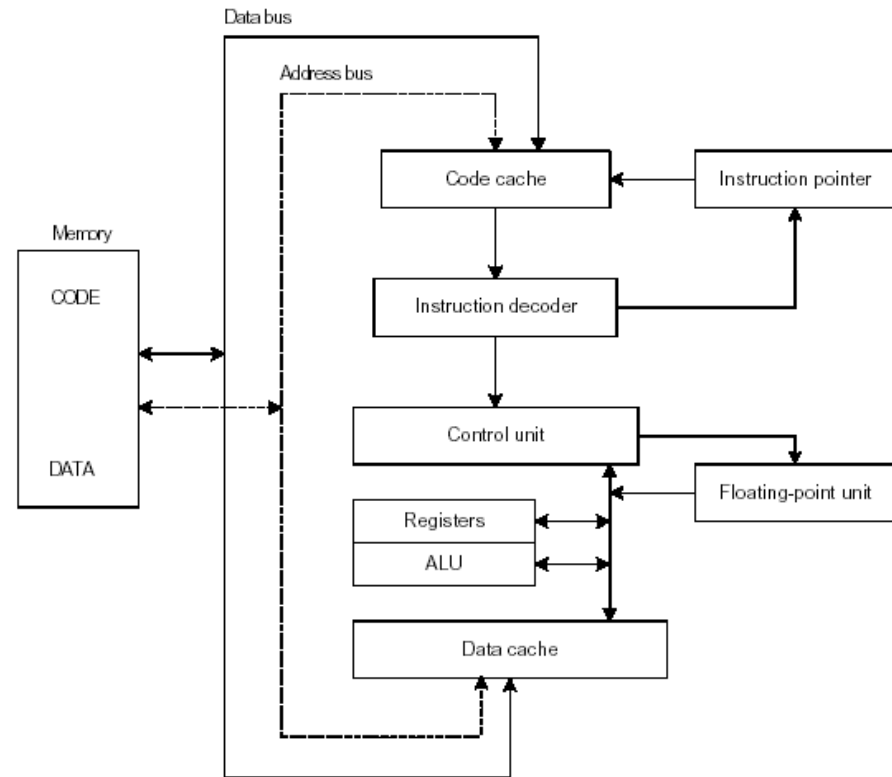 Data bus
Address bus
Code cache
Instruction pointer
Memory
CODE
Instruction decoder
Control unit
DATA
Floating-point unit
Registers
ALU
Data cache